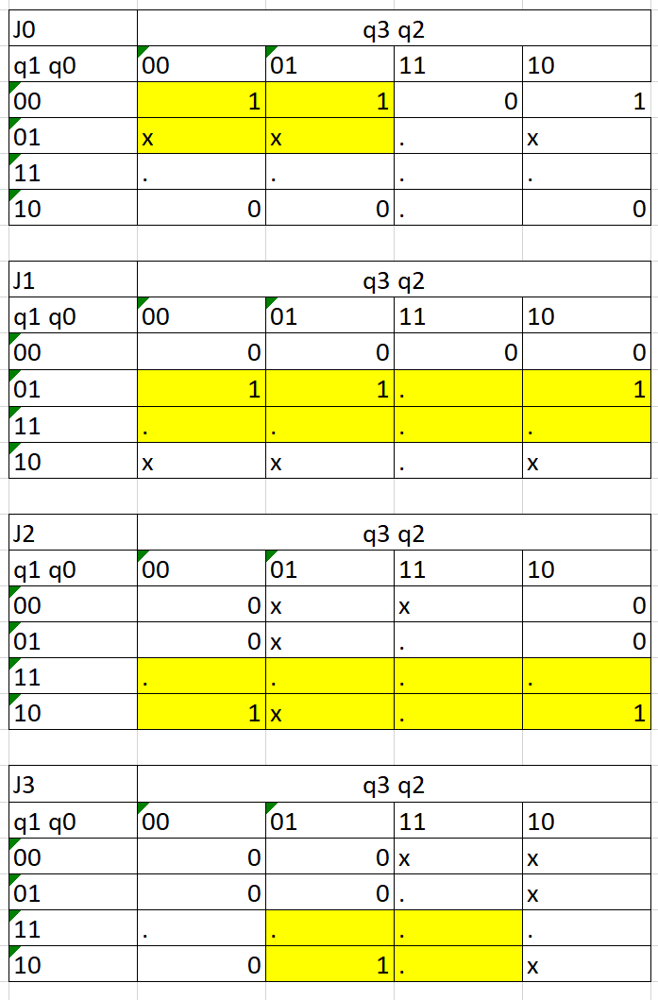 J0 q3 q2
q1 q0 00 01 11 10
00 1 1 0 1
01 x x . x
11 . . . .
10 0 0 . 0
J1 q3 q2
q1 q0 00 01 11 10
00 0 0 0 0
01 1 1 . 1
11 . . . .
10 x x . x
J2 q3 q2
q1 q0 00 01 11 10
00 0 x x 0
01 0 x . 0
11 . . . .
10 1 x . 1
J3 q3 q2
q1 q0 00 01 11 10
00 0 0 x x
01 0 0 . x
11 . . . .
10 0 1 . x